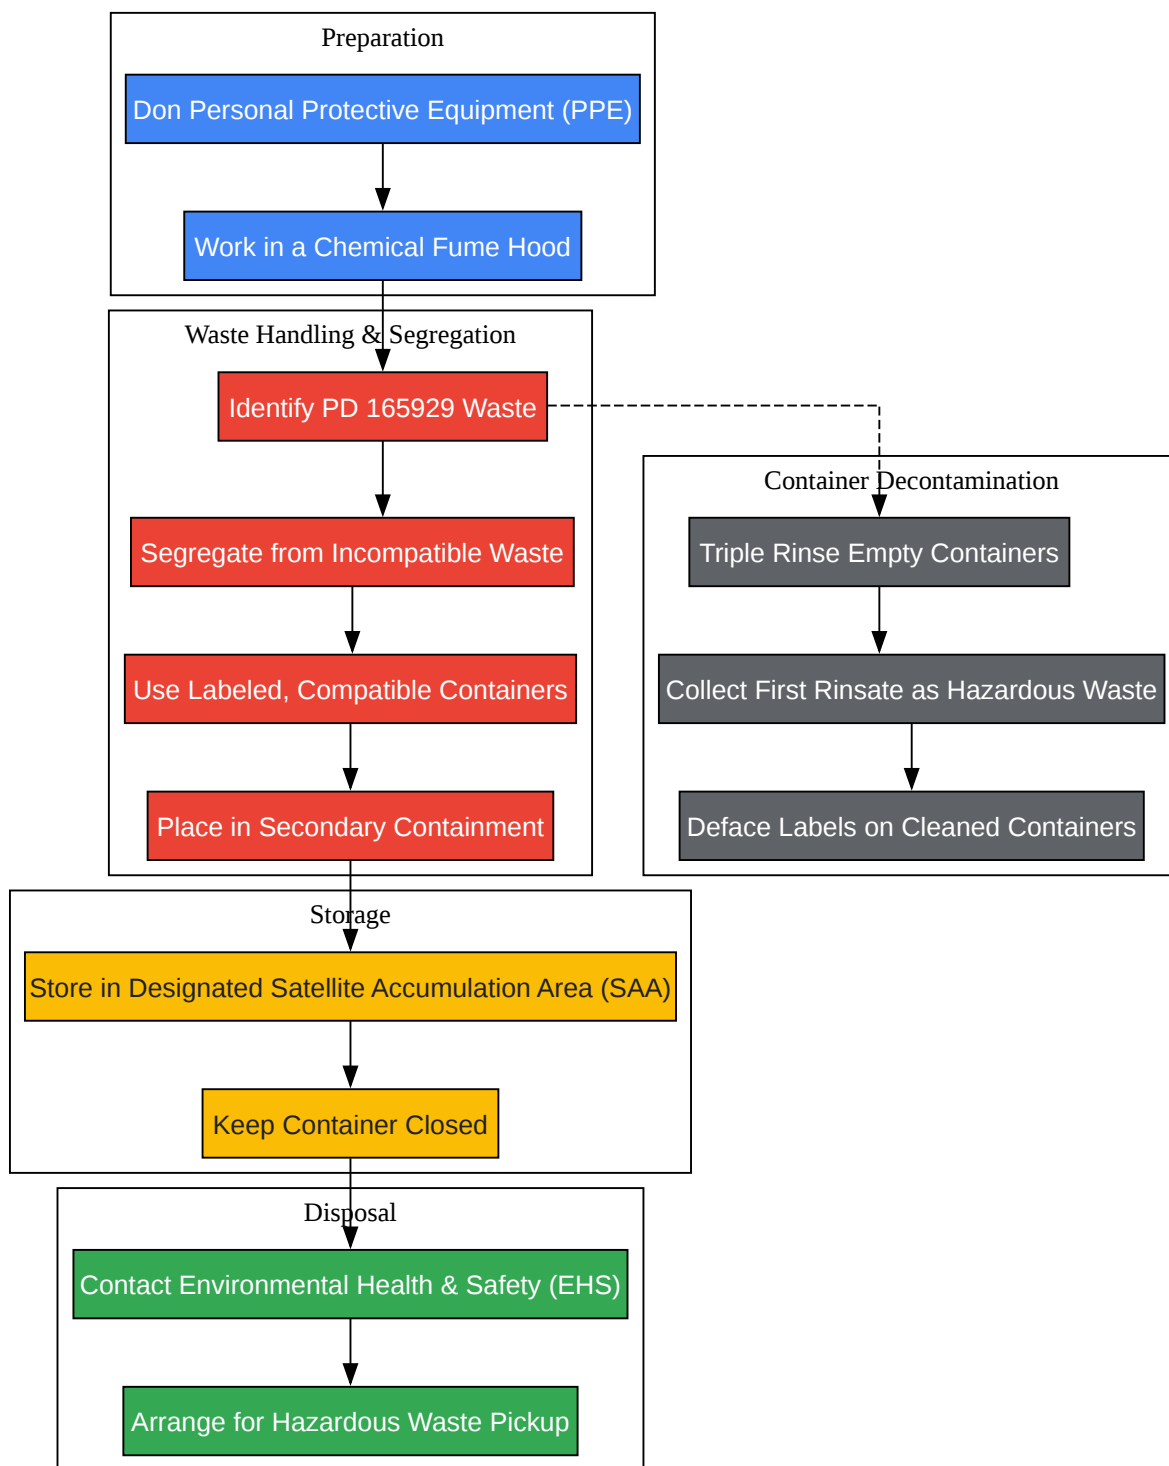 Preparation
Don Personal Protective Equipment (PPE)
Work in a Chemical Fume Hood
Waste Handling & Segregation
Identify PD 165929 Waste
Segregate from Incompatible Waste
Use Labeled, Compatible Containers
Place in Secondary Containment
Container Decontamination
Triple Rinse Empty Containers
Collect First Rinsate as Hazardous Waste
Deface Labels on Cleaned Containers
Storage
Store in Designated Satellite Accumulation Area (SAA)
Keep Container Closed
Disposal
Contact Environmental Health & Safety (EHS)
Arrange for Hazardous Waste Pickup